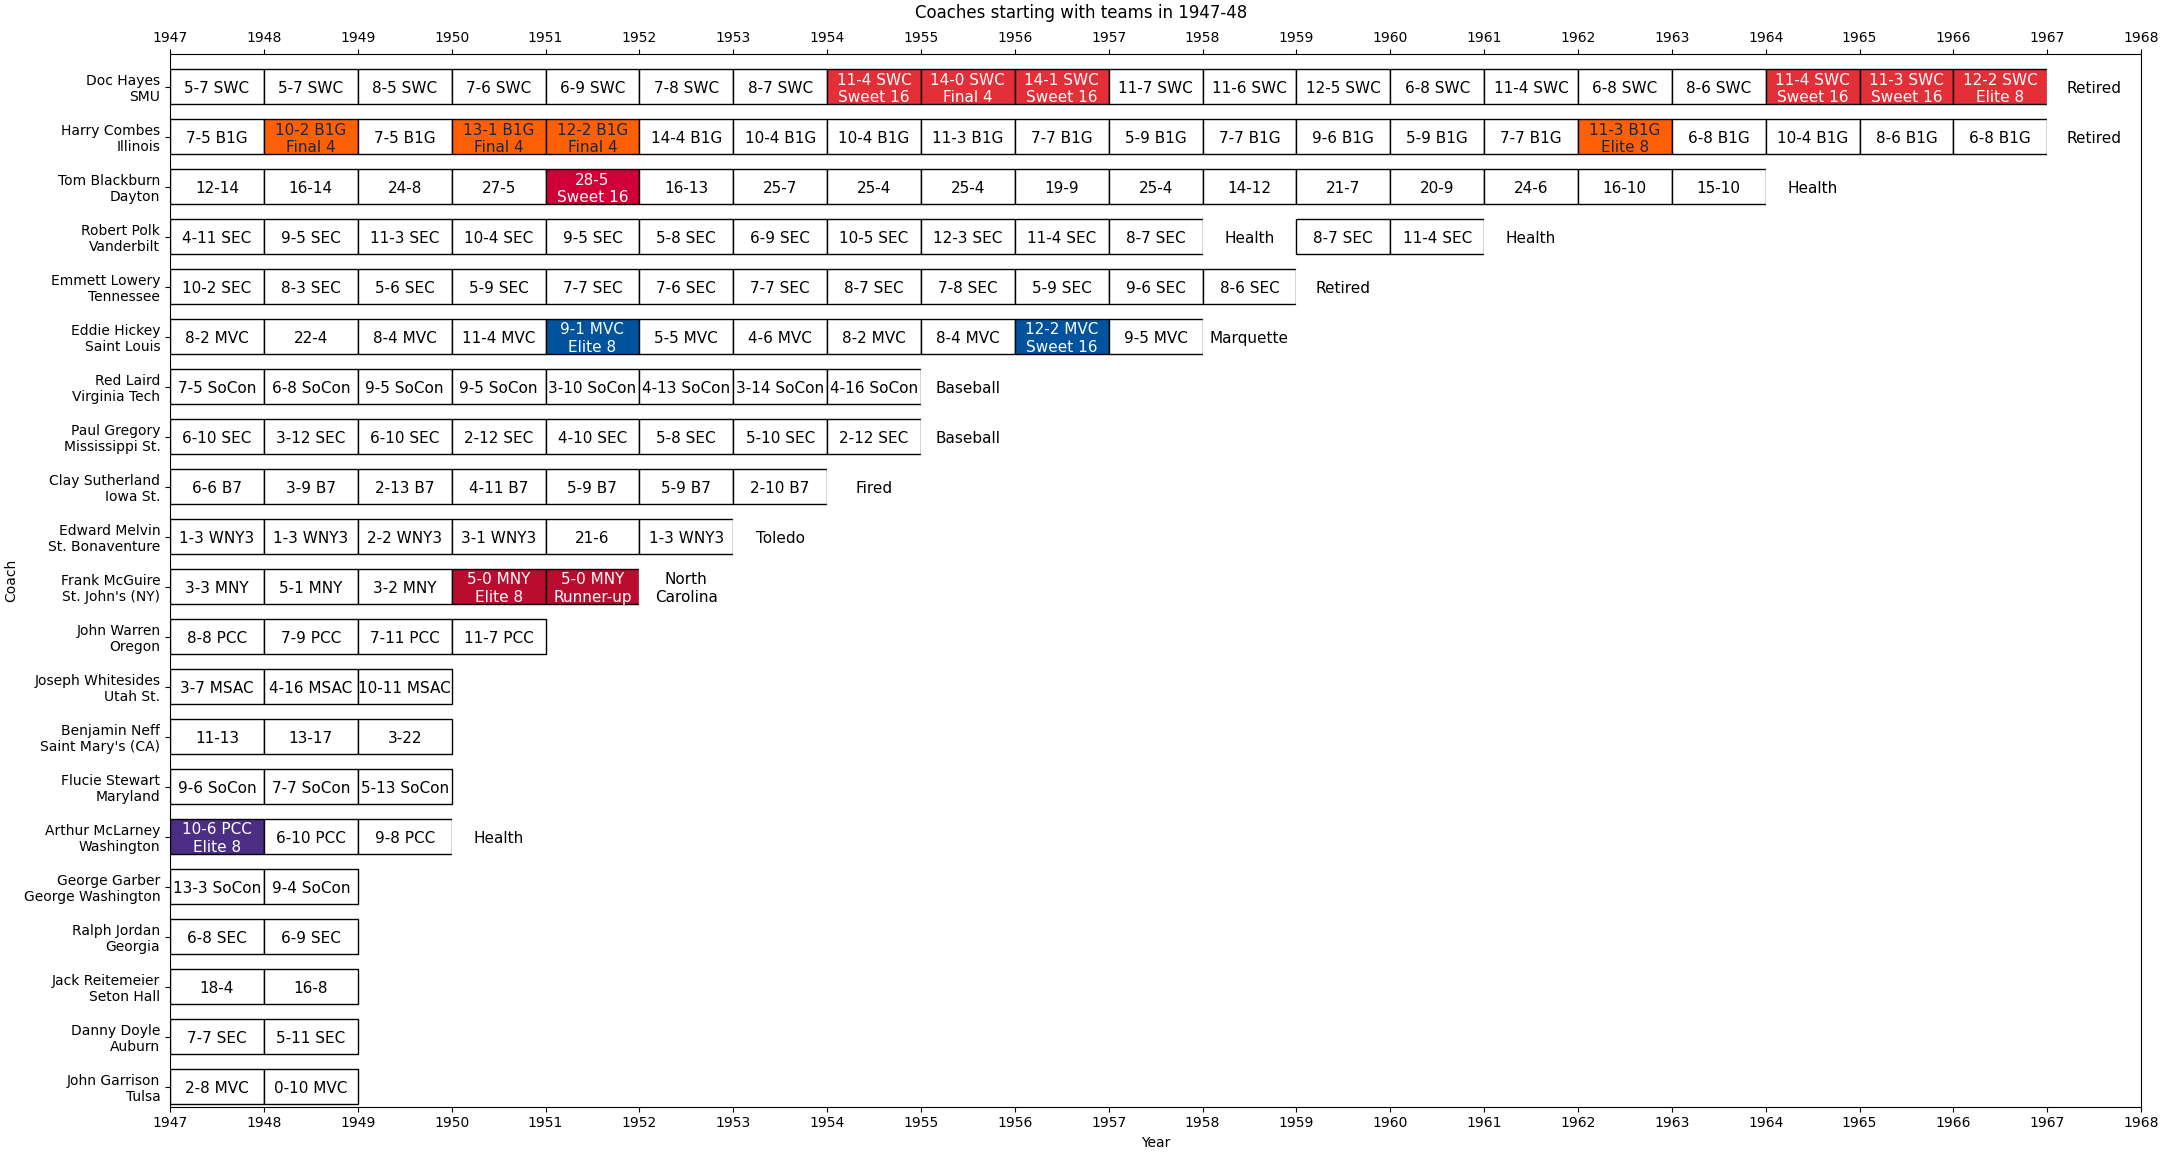 Coaches starting with teams in 1947-48
1947 1948 1949 1950 1951 1952 1953 1954 1955 1956 1957 1958 1959 1960 1961 1962 1963 1964 1965 1966 1967 1968
Doc Hayes
SMU
5-7 SWC 5-7 SWC 8-5 SWC 7-6 SWC 6-9 SWC 7-8 SWC 8-7 SWC 11-4 SWC 14-0 SWC 14-1 SWC 11-7 SWC 11-6 SWC 12-5 SWC 6-8 SWC 11-4 SWC 6-8 SWC 8-6 SWC 11-4 SWC 11-3 SWC 12-2 SWC Retired
Sweet 16 Final 4 Sweet 16 Sweet 16 Sweet 16 Elite 8
Harry Combes
Illinois
7-5 B1G 10-2 B1G 7-5 B1G 13-1 B1G 12-2 B1G 14-4 B1G 10-4 B1G 10-4 B1G 11-3 B1G 7-7 B1G 5-9 B1G 7-7 B1G 9-6 B1G 5-9 B1G 7-7 B1G 11-3 B1G 6-8 B1G 10-4 B1G 8-6 B1G 6-8 B1G Retired
Final 4 Final 4 Final 4 Elite 8
Tom Blackburn
Dayton
12-14 16-14 24-8 27-5 28-5 16-13 25-7 25-4 25-4 19-9 25-4 14-12 21-7 20-9 24-6 16-10 15-10 Health
Sweet 16
Robert Polk
Vanderbilt
4-11 SEC 9-5 SEC 11-3 SEC 10-4 SEC 9-5 SEC 5-8 SEC 6-9 SEC 10-5 SEC 12-3 SEC 11-4 SEC 8-7 SEC Health 8-7 SEC 11-4 SEC Health
Emmett Lowery
Tennessee
10-2 SEC 8-3 SEC 5-6 SEC 5-9 SEC 7-7 SEC 7-6 SEC 7-7 SEC 8-7 SEC 7-8 SEC 5-9 SEC 9-6 SEC 8-6 SEC Retired
Eddie Hickey
Saint Louis
8-2 MVC 22-4 8-4 MVC 11-4 MVC 9-1 MVC 5-5 MVC 4-6 MVC 8-2 MVC 8-4 MVC 12-2 MVC 9-5 MVC Marquette
Elite 8 Sweet 16
Red Laird
Virginia Tech
7-5 SoCon 6-8 SoCon 9-5 SoCon 9-5 SoCon 3-10 SoCon 4-13 SoCon 3-14 SoCon 4-16 SoCon Baseball
Paul Gregory
Mississippi St.
6-10 SEC 3-12 SEC 6-10 SEC 2-12 SEC 4-10 SEC 5-8 SEC 5-10 SEC 2-12 SEC Baseball
Clay Sutherland
Iowa St.
6-6 B7 3-9 B7 2-13 B7 4-11 B7 5-9 B7 5-9 B7 2-10 B7 Fired
Edward Melvin
St. Bonaventure
1-3 WNY3 1-3 WNY3 2-2 WNY3 3-1 WNY3 21-6 1-3 WNY3 Toledo
Frank McGuire
St. John's (NY)
3-3 MNY 5-1 MNY 3-2 MNY 5-0 MNY 5-0 MNY North
Elite 8 Runner-up Carolina
John Warren
Oregon
8-8 PCC 7-9 PCC 7-11 PCC 11-7 PCC
Joseph Whitesides
Utah St.
3-7 MSAC 4-16 MSAC 10-11 MSAC
Benjamin Neff
Saint Mary's (CA)
11-13 13-17 3-22
Flucie Stewart
Maryland
9-6 SoCon 7-7 SoCon 5-13 SoCon
Arthur McLarney
Washington
10-6 PCC 6-10 PCC 9-8 PCC Health
Elite 8
George Garber
George Washington
13-3 SoCon 9-4 SoCon
Ralph Jordan
Georgia
6-8 SEC 6-9 SEC
Jack Reitemeier
Seton Hall
18-4 16-8
Danny Doyle
Auburn
7-7 SEC 5-11 SEC
John Garrison
Tulsa
2-8 MVC 0-10 MVC
Coach
1947 1948 1949 1950 1951 1952 1953 1954 1955 1956 1957 1958 1959 1960 1961 1962 1963 1964 1965 1966 1967 1968
Year